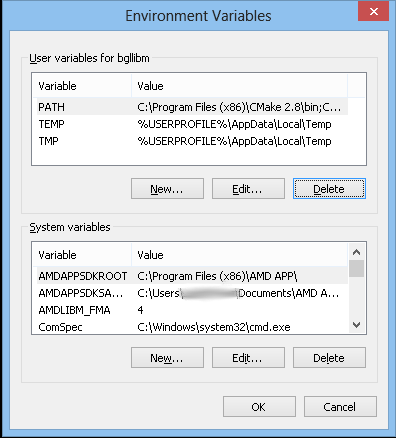 Environment Variables
User variables for bgllibm
Variable Value
PATH C:\Program Files (x86)\CMake 2.8\bin;C...
TEMP %USERPROFILE%\AppData\Local\Temp
TMP %USERPROFILE%\AppData\Local\Temp
New... Edit... Delete
System variables
Variable Value
AMDAPPSDKROOT C:\Program Files (x86)\AMD APP\
AMDAPPSDKSA... C:\Users\ \Documents\AMD A...
AMDLIBM_FMA 4
ComSpec C:\Windows\system32\cmd.exe
New... Edit... Delete
OK Cancel